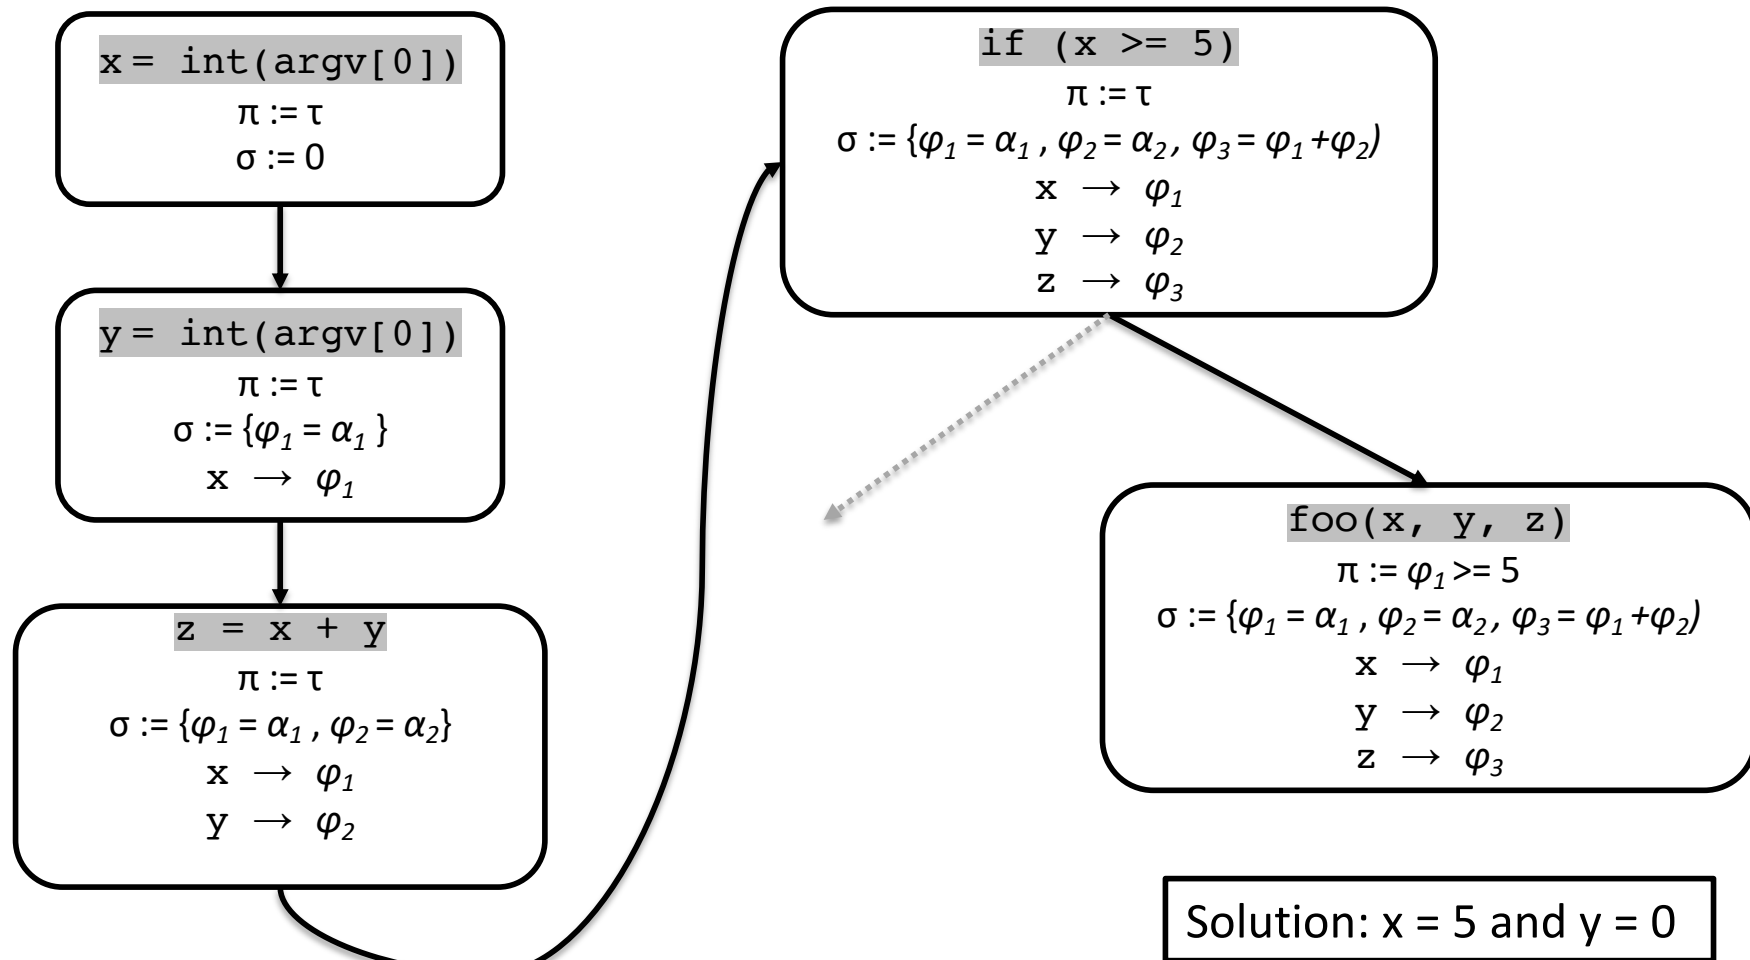 x = int(argv[0])
π := τ
σ := 0
y = int(argv[0])
π := τ
σ := {φ₁ = α₁ }
x → φ₁
z = x + y
π := τ
σ := {φ₁ = α₁ , φ₂ = α₂}
x → φ₁
y → φ₂
if (x >= 5)
π := τ
σ := {φ₁ = α₁ , φ₂ = α₂, φ₃ = φ₁ +φ₂)
x → φ₁
y → φ₂
z → φ₃
foo(x, y, z)
π := φ₁ >= 5
σ := {φ₁ = α₁ , φ₂ = α₂, φ₃ = φ₁ +φ₂)
x → φ₁
y → φ₂
z → φ₃
Solution: x = 5 and y = 0